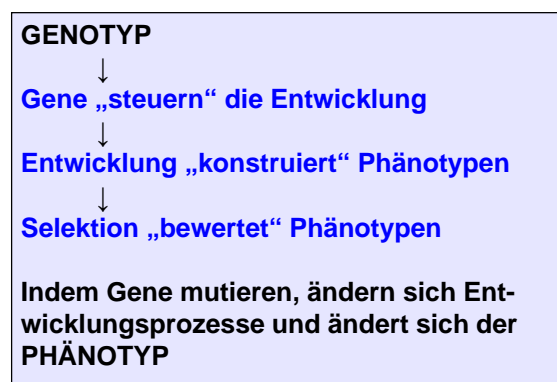 GENOTYP
↓
Gene „steuern“ die Entwicklung
↓
Entwicklung „konstruiert“ Phänotypen
↓
Selektion „bewertet“ Phänotypen
Indem Gene mutieren, ändern sich Ent-
wicklungsprozesse und ändert sich der
PHÄNOTYP